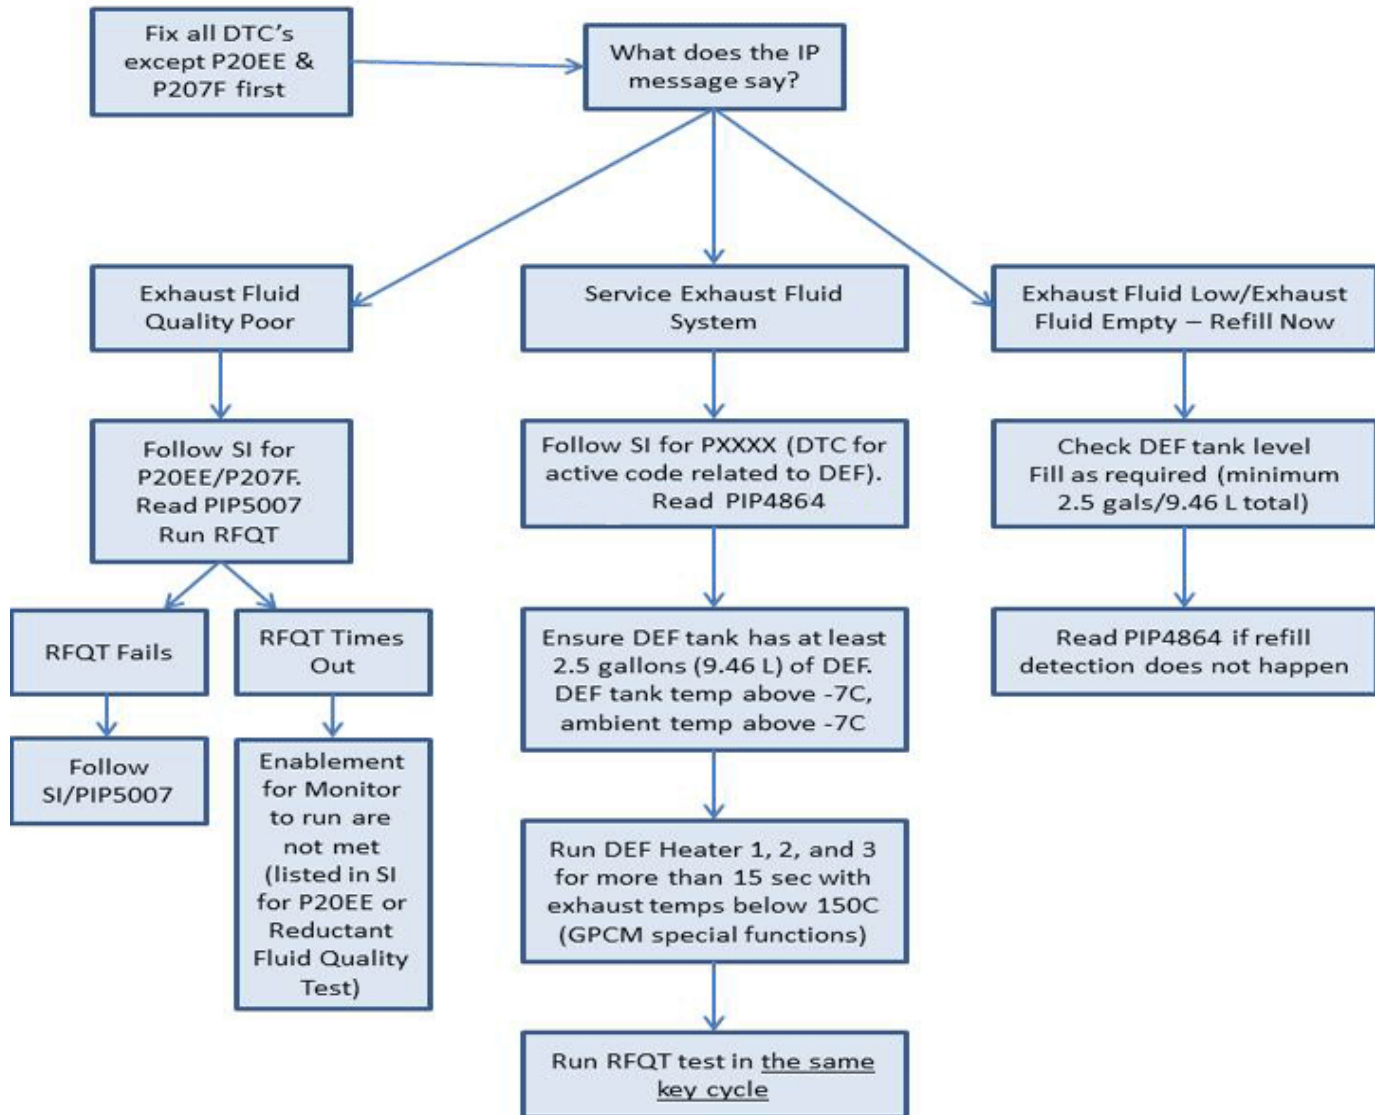 Fix all DTC's
except P20EE &
P207F first
What does the IP
message say?
Exhaust Fluid
Quality Poor
Service Exhaust Fluid
System
Exhaust Fluid Low/Exhaust
Fluid Empty – Refill Now
Follow SI for
P20EE/P207F.
Read PIP5007
Run RFQT
Follow SI for PXXXX (DTC for
active code related to DEF).
Read PIP4864
Check DEF tank level
Fill as required (minimum
2.5 gals/9.46 L total)
RFQT Fails
RFQT Times
Out
Ensure DEF tank has at least
2.5 gallons (9.46 L) of DEF.
DEF tank temp above -7C,
ambient temp above -7C
Read PIP4864 if refill
detection does not happen
Follow
SI/PIP5007
Enablement
for Monitor
to run are
not met
(listed in SI
for P20EE or
Reductant
Fluid Quality
Test)
Run DEF Heater 1, 2, and 3
for more than 15 sec with
exhaust temps below 150C
(GPCM special functions)
Run RFQT test in the same
key cycle